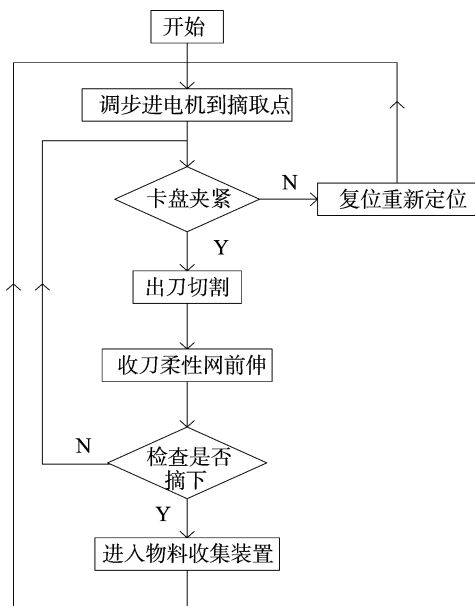 开始
调步进电机到摘取点
卡盘夹紧
N
复位重新定位
Y
出刀切割
收刀柔性网前伸
N
检查是否
摘下
Y
进入物料收集装置